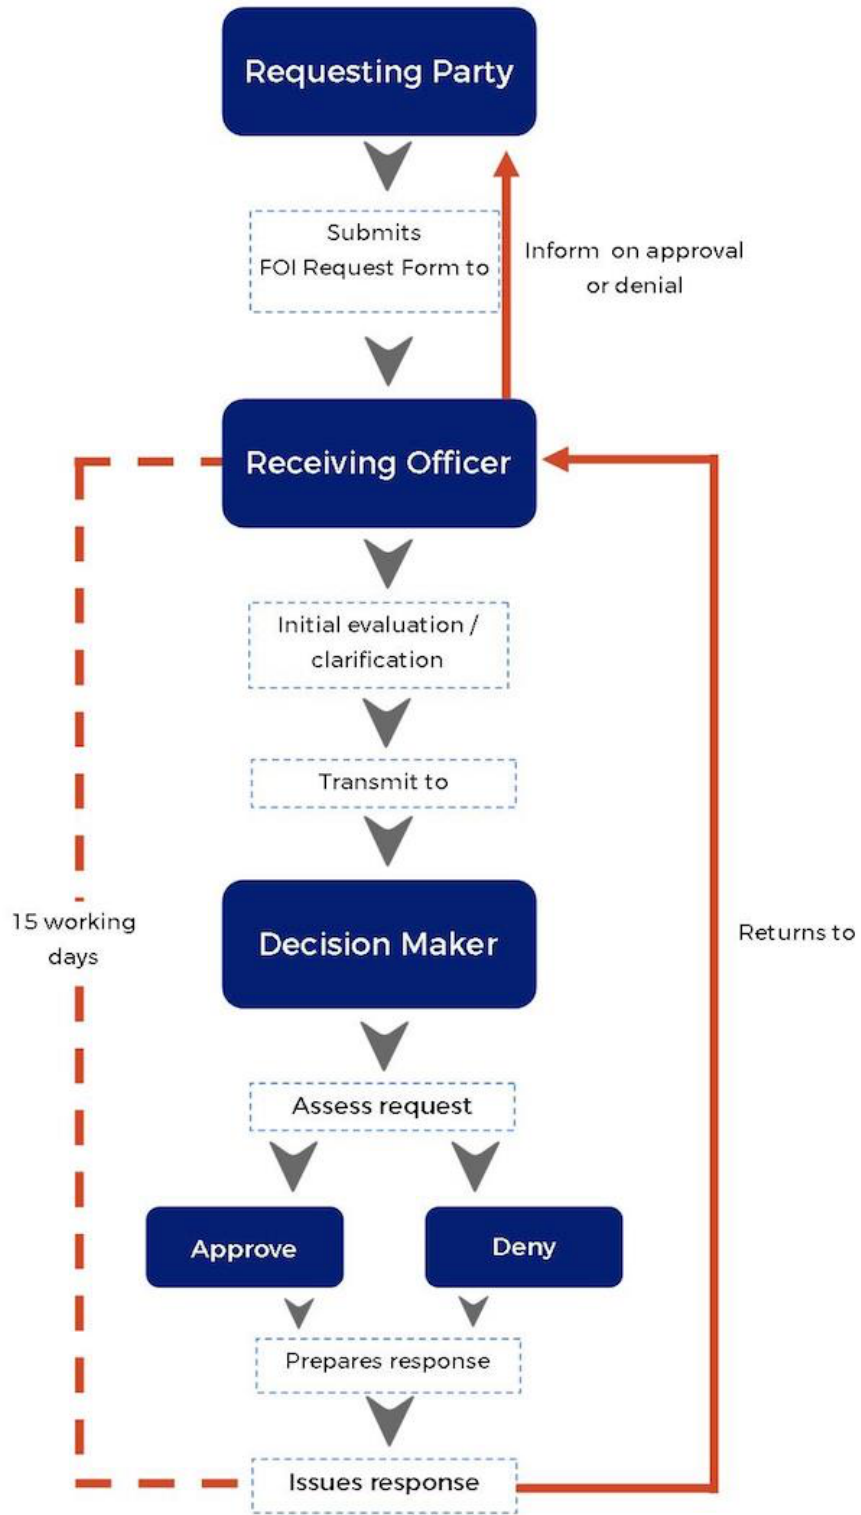 Requesting Party
Submits
FOI Request Form to
Inform on approval
or denial
Receiving Officer
Initial evaluation /
clarification
Transmit to
15 working
days
Decision Maker
Returns to
Assess request
Approve
Deny
Prepares response
Issues response